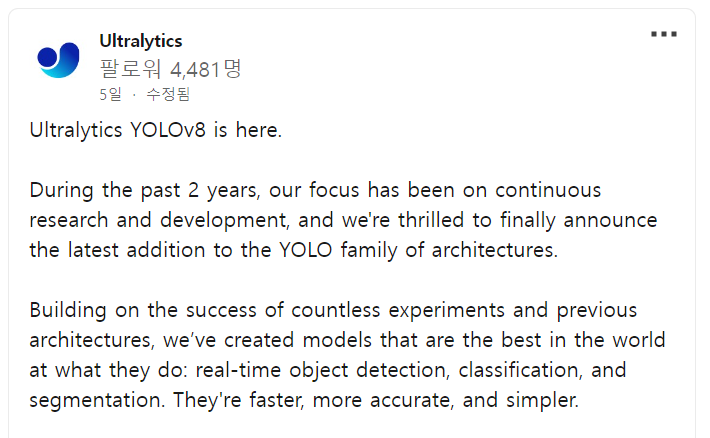 Ultralytics
팔로워 4,481명
5일 · 수정됨
Ultralytics YOLOv8 is here.
During the past 2 years, our focus has been on continuous
research and development, and we're thrilled to finally announce
the latest addition to the YOLO family of architectures.
Building on the success of countless experiments and previous
architectures, we’ve created models that are the best in the world
at what they do: real-time object detection, classification, and
segmentation. They're faster, more accurate, and simpler.